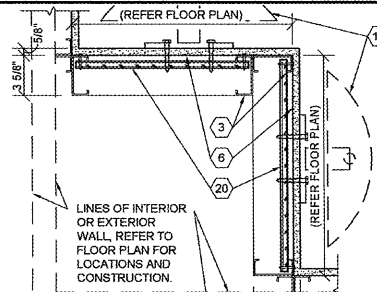 (REFER FLOOR PLAN)
1
5/8"
3 5/8"
3
6
20
(REFER FLOOR PLAN)
LINES OF INTERIOR
OR EXTERIOR
WALL, REFER TO
FLOOR PLAN FOR
LOCATIONS AND
CONSTRUCTION.